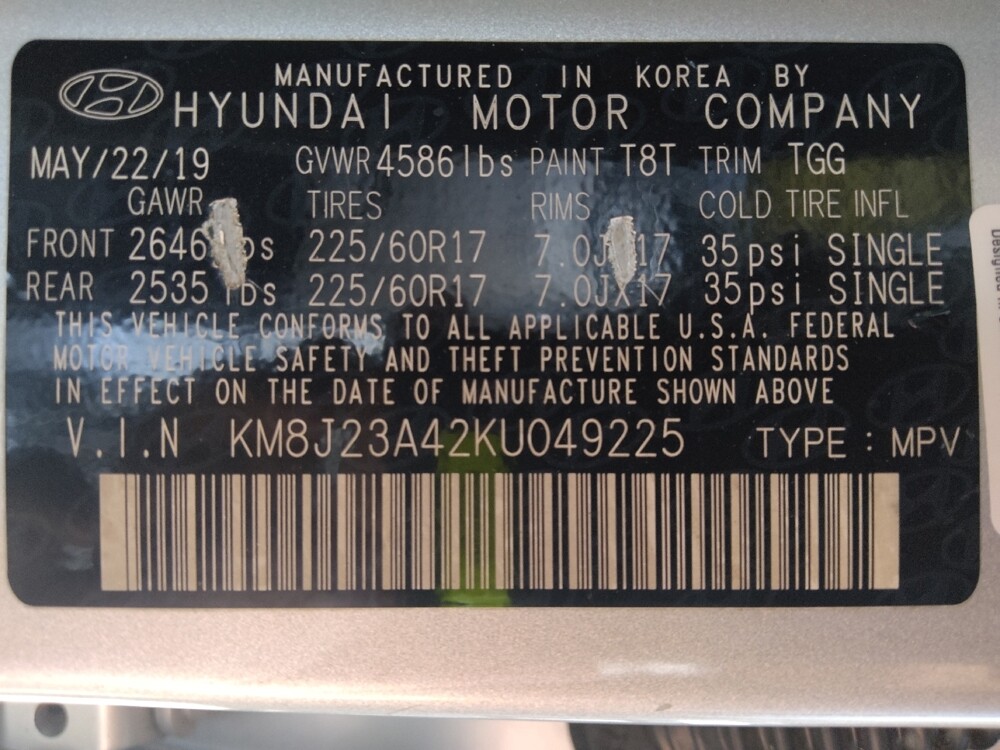 MANUFACTURED IN KOREA BY
HYUNDAI MOTOR COMPANY
MAY/22/19 GVWR 4586lbs PAINT T8T TRIM TGG
GAWR TIRES RIMS COLD TIRE INFL
FRONT 2646 225/60R17 35psi SINGLE
REAR 2535 lbs 225/60R17 7.0JX17 35psi SINGLE
THIS VEHICLE CONFORMS TO ALL APPLICABLE U.S.A. FEDERAL
MOTOR VEHICLE SAFETY AND THEFT PREVENTION STANDARDS
IN EFFECT ON THE DATE OF MANUFACTURE SHOWN ABOVE
V.I.N KM8J23A42KU049225 TYPE : MPV